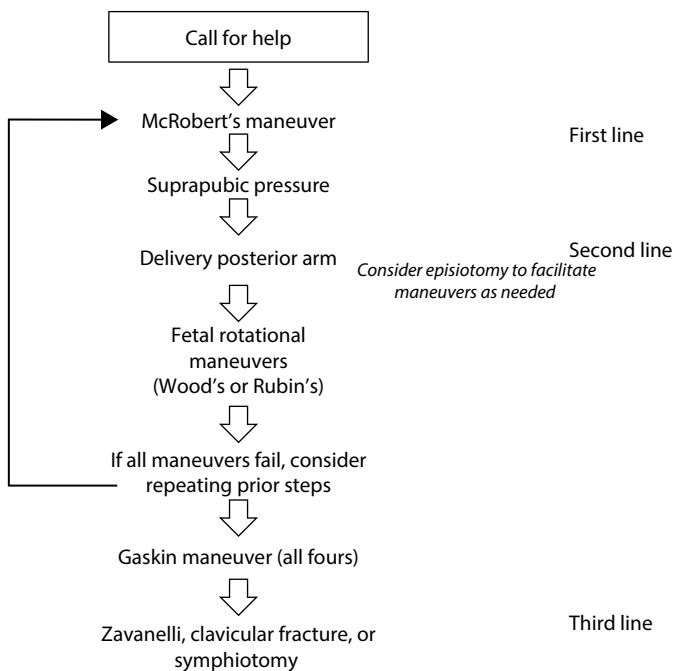 Call for help
McRobert's maneuver
First line
Suprapubic pressure
Delivery posterior arm
Second line
Consider episiotomy to facilitate
maneuvers as needed
Fetal rotational
maneuvers
(Wood's or Rubin's)
If all maneuvers fail, consider
repeating prior steps
Gaskin maneuver (all fours)
Third line
Zavanelli, clavicular fracture, or
symphiotomy